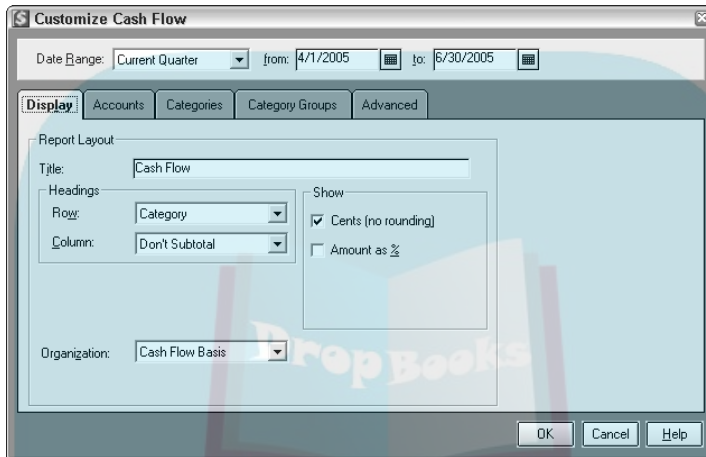 Customize Cash Flow
Date Range: Current Quarter from: 4/1/2005 to: 6/30/2005
Display Accounts Categories Category Groups Advanced
Report Layout
Title: Cash Flow
Headings
Row: Category
Column: Don't Subtotal
Show
Cents (no rounding)
Amount as %
Organization: Cash Flow Basis
DropBooks
OK Cancel Help